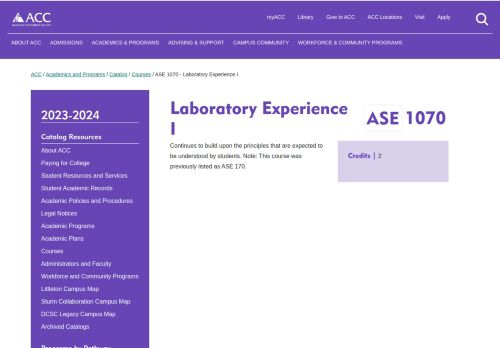 ACC
myACC Library Give to ACC ACC Locations Visit Apply
ABOUT ACC ADMISSIONS ACADEMICS & PROGRAMS ADVISING & SUPPORT CAMPUS COMMUNITY WORKFORCE & COMMUNITY PROGRAMS
ACC / Academics and Programs / Catalog / Courses / ASE 1070 - Laboratory Experience I
2023-2024
Catalog Resources
About ACC
Paying for College
Student Resources and Services
Student Academic Records
Academic Policies and Procedures
Legal Notices
Academic Programs
Academic Plans
Courses
Administrators and Faculty
Workforce and Community Programs
Littleton Campus Map
Sturm Collaboration Campus Map
DCSC Legacy Campus Map
Archived Catalogs
Programs by Pathway
Laboratory Experience
I
Continues to build upon the principles that are expected to
be understood by students. Note: This course was
previously listed as ASE 170.
ASE 1070
Credits | 2